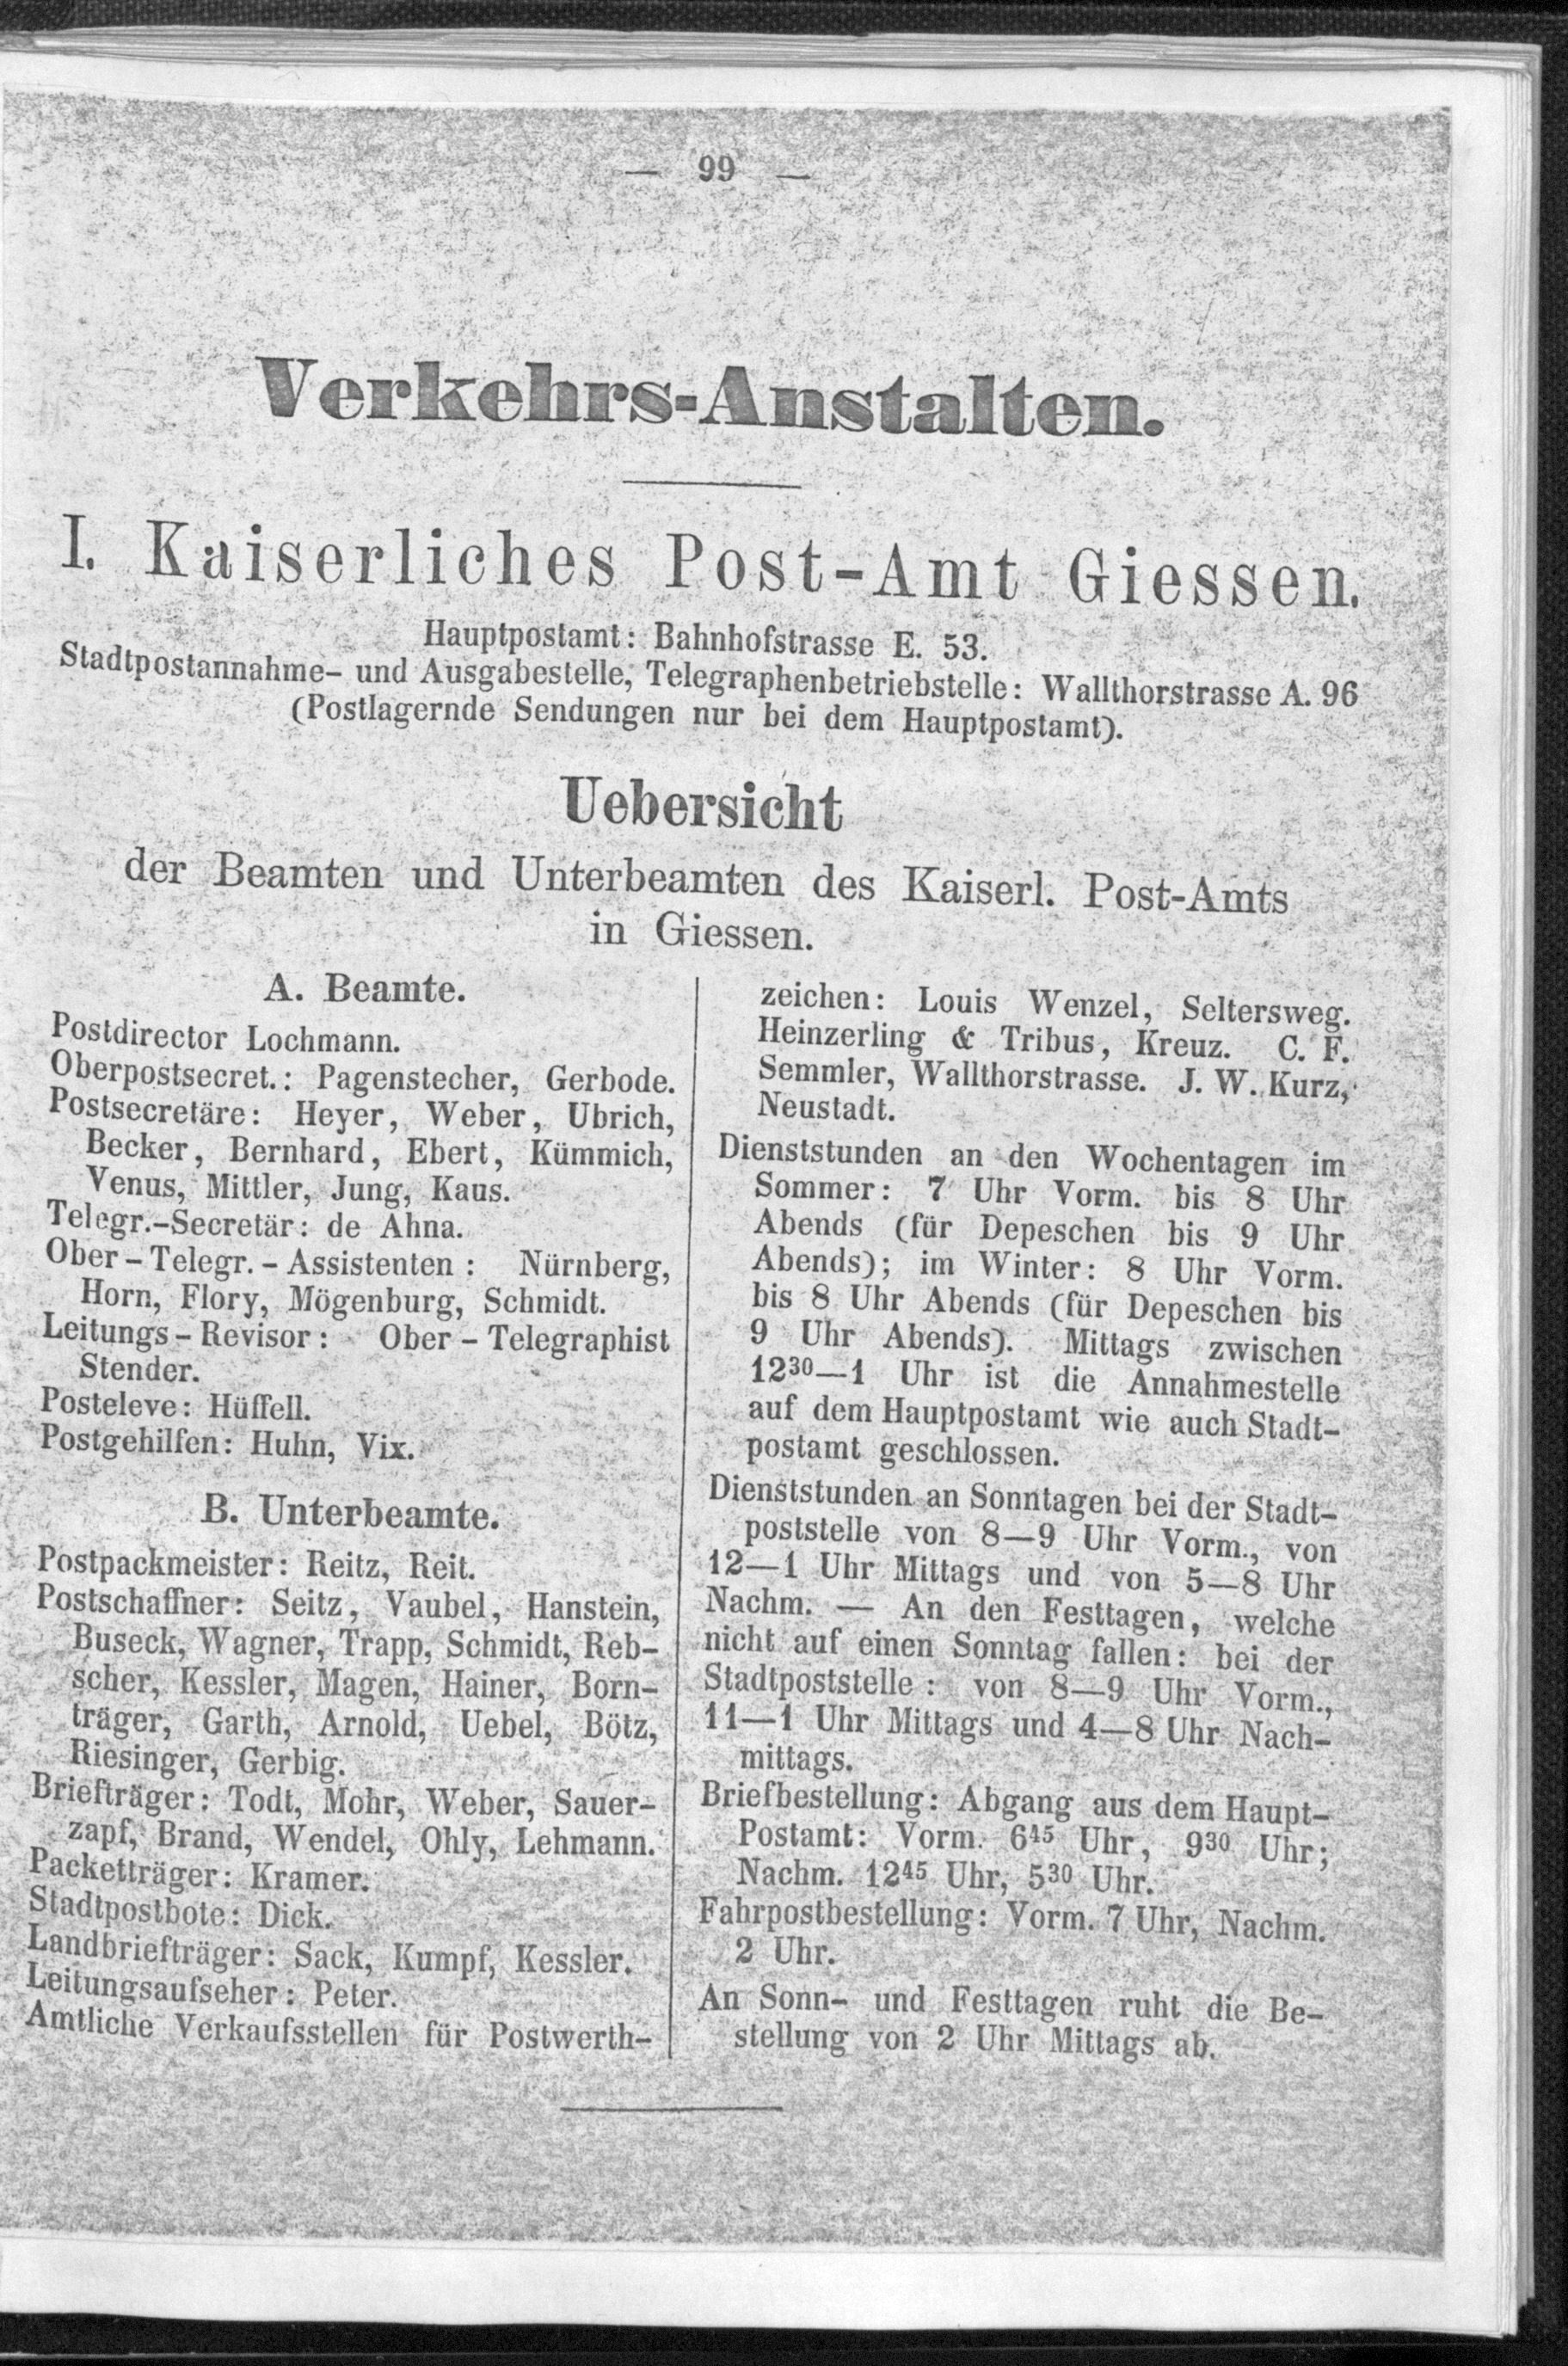 — 99 —
Verkehrs-Anstalten.
I. Kaiserliches Post-Amt Giessen.
Hauptpostamt: Bahnhofstrasse E. 53.
Stadtpostannahme- und Ausgabestelle, Telegraphenbetriebstelle: Wallthorstrasse A. 96
(Postlagernde Sendungen nur bei dem Hauptpostamt).
Uebersicht
der Beamten und Unterbeamten des Kaiserl. Post-Amts
in Giessen.
A. Beamte.
Postdirector Lochmann.
Oberpostsecret.: Pagenstecher, Gerbode.
Postsecretäre: Heyer, Weber, Ubrich,
Becker, Bernhard, Ebert, Kümmich,
Venus, Mittler, Jung, Kaus.
Telegr.-Secretär: de Ahna.
Ober-Telegr.-Assistenten: Nürnberg,
Horn, Flory, Mögenburg, Schmidt.
Leitungs-Revisor: Ober-Telegraphist
Stender.
Posteleve: Hüffell.
Postgehilfen: Huhn, Vix.
B. Unterbeamte.
Postpackmeister: Reitz, Reit.
Postschaffner: Seitz, Vaubel, Hanstein,
Buseck, Wagner, Trapp, Schmidt, Reb-
scher, Kessler, Magen, Hainer, Born-
träger, Garth, Arnold, Uebel, Bötz,
Riesinger, Gerbig.
Briefträger: Todt, Mohr, Weber, Sauer-
zapf, Brand, Wendel, Ohly, Lehmann.
Packetträger: Kramer.
Stadtpostbote: Dick.
Landbriefträger: Sack, Kumpf, Kessler.
Leitungsaufseher: Peter.
Amtliche Verkaufsstellen für Postwerth-
zeichen: Louis Wenzel, Seltersweg.
Heinzerling & Tribus, Kreuz. C. F.
Semmler, Wallthorstrasse. J. W. Kurz,
Neustadt.
Dienststunden an den Wochentagen im
Sommer: 7 Uhr Vorm. bis 8 Uhr
Abends (für Depeschen bis 9 Uhr
Abends); im Winter: 8 Uhr Vorm.
bis 8 Uhr Abends (für Depeschen bis
9 Uhr Abends). Mittags zwischen
12³⁰—1 Uhr ist die Annahmestelle
auf dem Hauptpostamt wie auch Stadt-
postamt geschlossen.
Dienststunden an Sonntagen bei der Stadt-
poststelle von 8—9 Uhr Vorm., von
12—1 Uhr Mittags und von 5—8 Uhr
Nachm. — An den Festtagen, welche
nicht auf einen Sonntag fallen: bei der
Stadtpoststelle: von 8—9 Uhr Vorm.,
11—1 Uhr Mittags und 4—8 Uhr Nach-
mittags.
Briefbestellung: Abgang aus dem Haupt-
Postamt: Vorm. 6⁴⁵ Uhr, 9³⁰ Uhr;
Nachm. 12⁴⁵ Uhr, 5³⁰ Uhr.
Fahrpostbestellung: Vorm. 7 Uhr, Nachm.
2 Uhr.
An Sonn- und Festtagen ruht die Be-
stellung von 2 Uhr Mittags ab.